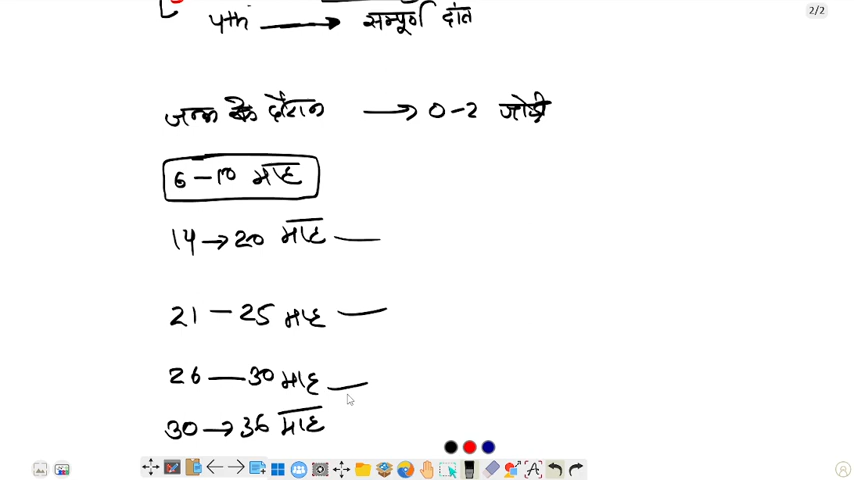 2/2
4th → सम्पूर्ण दांत
जन्म के दौरान → 0-2 जोड़ी
6-10 माह
14 → 20 माह —
21 - 25 माह —
26 — 30 माह —
30 → 36 माह